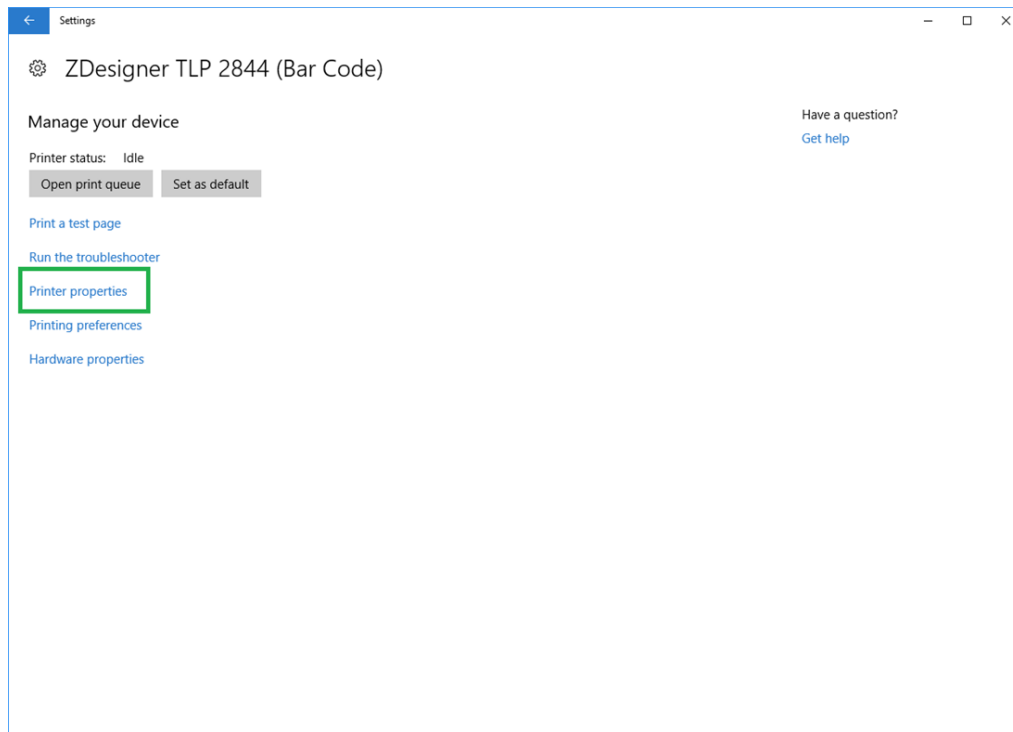 Settings
ZDesigner TLP 2844 (Bar Code)
Manage your device
Printer status: Idle
Open print queue Set as default
Print a test page
Run the troubleshooter
Printer properties
Printing preferences
Hardware properties
Have a question?
Get help